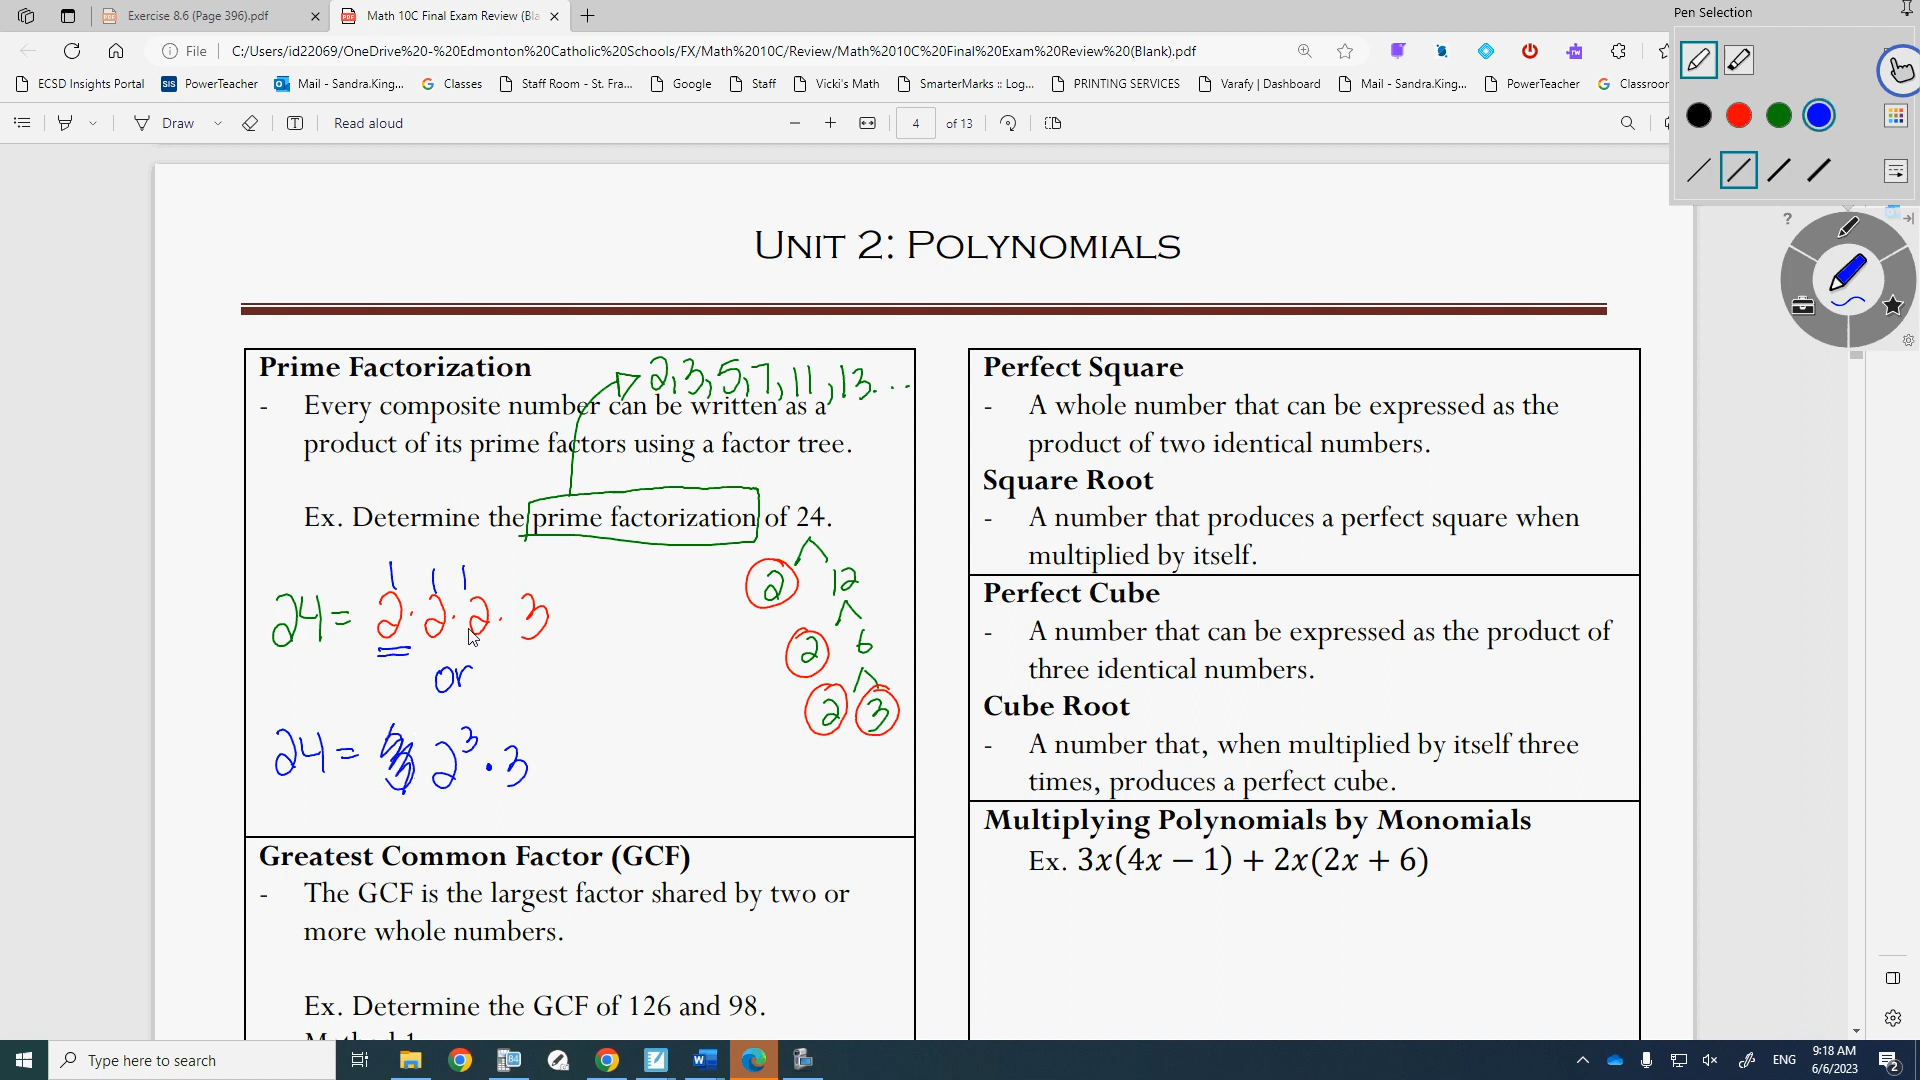 Exercise 8.6 (Page 396).pdf
Math 10C Final Exam Review (Bla
Pen Selection
File
C:/Users/id22069/OneDrive%20-%20Edmonton%20Catholic%20Schools/FX/Math%2010C/Review/Math%2010C%20Final%20Exam%20Review%20(Blank).pdf
ECSD Insights Portal
SIS PowerTeacher
Mail - Sandra.King...
Classes
Staff Room - St. Fra...
Google
Staff
Vicki's Math
SmarterMarks :: Log...
PRINTING SERVICES
Varafy | Dashboard
Mail - Sandra.King...
PowerTeacher
Classroom
Draw
Read aloud
4 of 13
UNIT 2: POLYNOMIALS
Prime Factorization
2, 3, 5, 7, 11, 13...
- Every composite number can be written as a
product of its prime factors using a factor tree.
Ex. Determine the prime factorization of 24.
2 12
1 1 1
24 = 2 · 2 · 2 · 3
2 6
or
2 3
24 = 2³ · 3
Greatest Common Factor (GCF)
- The GCF is the largest factor shared by two or
more whole numbers.
Ex. Determine the GCF of 126 and 98.
Method 1
Perfect Square
- A whole number that can be expressed as the
product of two identical numbers.
Square Root
- A number that produces a perfect square when
multiplied by itself.
Perfect Cube
- A number that can be expressed as the product of
three identical numbers.
Cube Root
- A number that, when multiplied by itself three
times, produces a perfect cube.
Multiplying Polynomials by Monomials
Ex. 3x(4x − 1) + 2x(2x + 6)
Type here to search
84
ENG
9:18 AM
6/6/2023
2